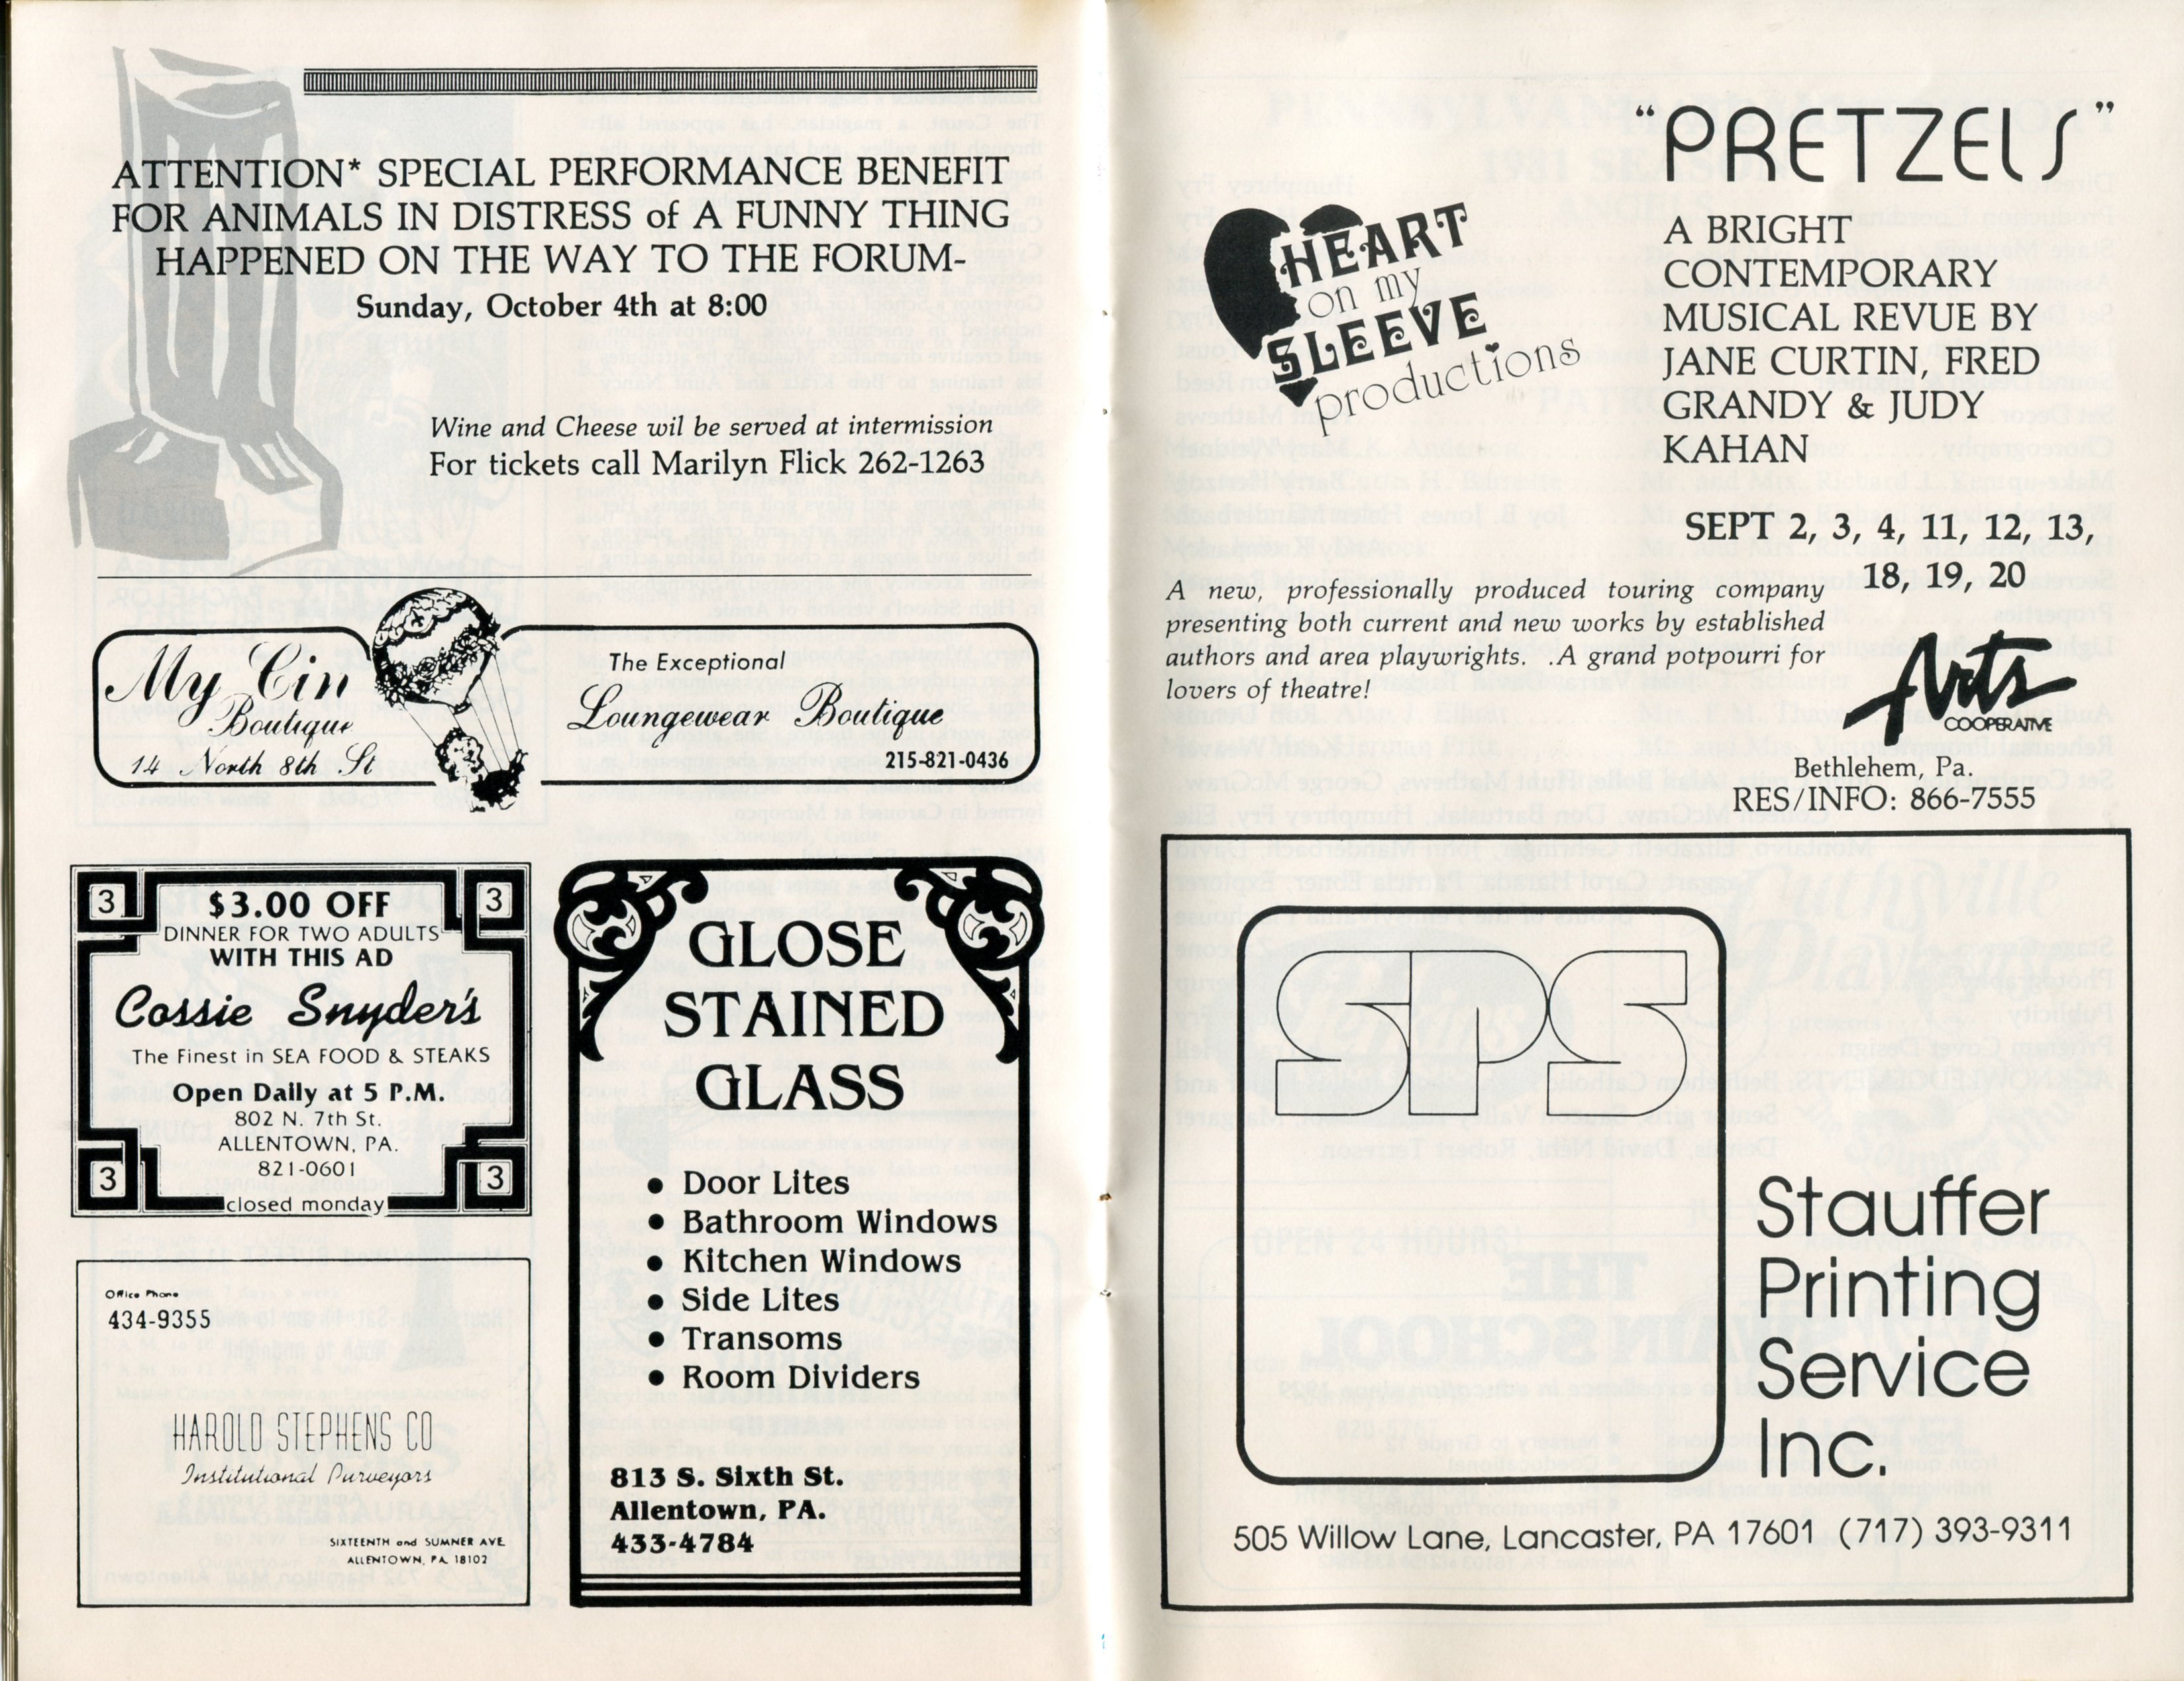 ATTENTION* SPECIAL PERFORMANCE BENEFIT
FOR ANIMALS IN DISTRESS of A FUNNY THING
HAPPENED ON THE WAY TO THE FORUM-
Sunday, October 4th at 8:00
Wine and Cheese wil be served at intermission
For tickets call Marilyn Flick 262-1263
My Cin
Boutique
14 North 8th St
The Exceptional
Loungewear Boutique
215-821-0436
3 3
$3.00 OFF
DINNER FOR TWO ADULTS
WITH THIS AD
Cossie Snyder's
The Finest in SEA FOOD & STEAKS
Open Daily at 5 P.M.
802 N. 7th St.
ALLENTOWN, PA.
821-0601
3 3
closed monday
Office Phone
434-9355
HAROLD STEPHENS CO
Institutional Purveyors
SIXTEENTH and SUMNER AVE.
ALLENTOWN, PA. 18102
GLOSE
STAINED
GLASS
• Door Lites
• Bathroom Windows
• Kitchen Windows
• Side Lites
• Transoms
• Room Dividers
813 S. Sixth St.
Allentown, PA.
433-4784
"PRETZELS"
HEART
on my
SLEEVE
productions
A BRIGHT
CONTEMPORARY
MUSICAL REVUE BY
JANE CURTIN, FRED
GRANDY & JUDY
KAHAN
SEPT 2, 3, 4, 11, 12, 13,
18, 19, 20
A new, professionally produced touring company
presenting both current and new works by established
authors and area playwrights. .A grand potpourri for
lovers of theatre!
Arts
COOPERATIVE
Bethlehem, Pa.
RES/INFO: 866-7555
SPS
Stauffer
Printing
Service
Inc.
505 Willow Lane, Lancaster, PA 17601 (717) 393-9311